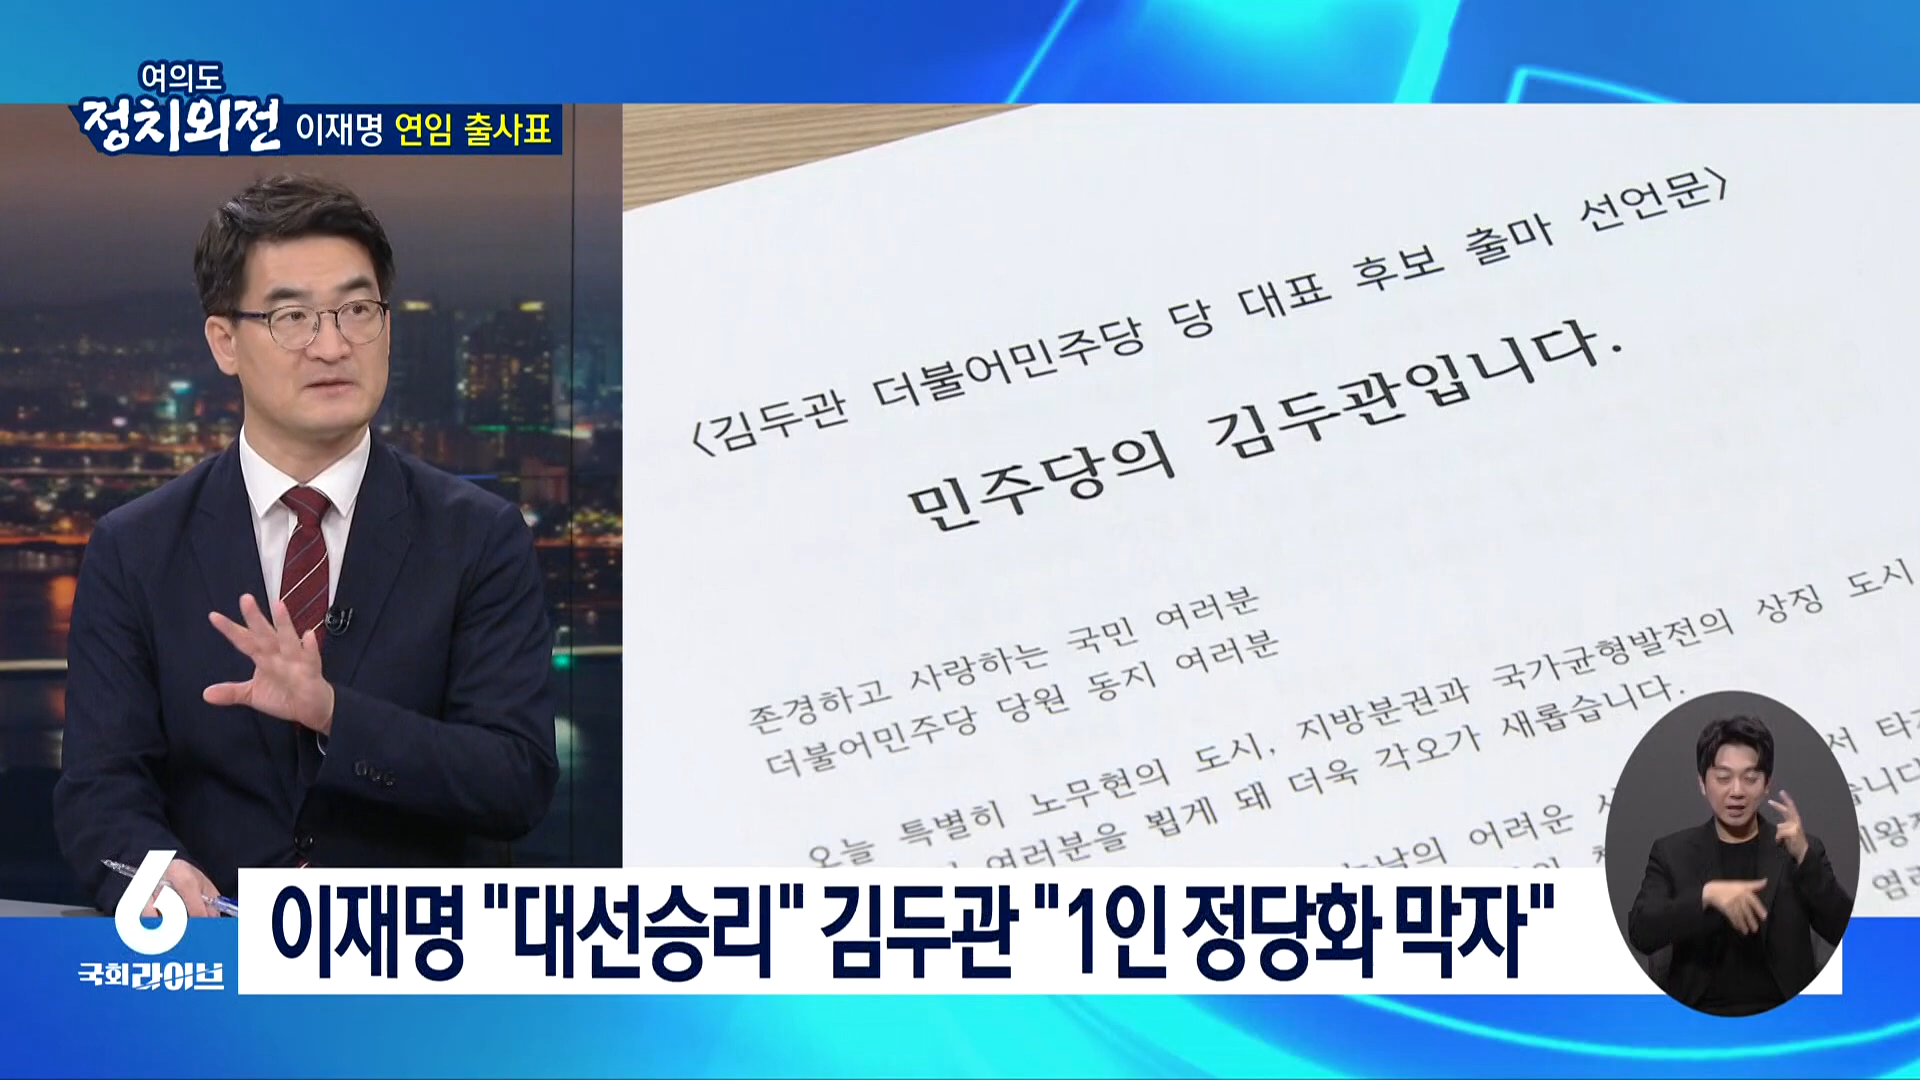 여의도
정치외전 이재명 연임 출사표
<김두관 더불어민주당 당 대표 후보 출마 선언문>
민주당의 김두관입니다.
존경하고 사랑하는 국민 여러분
더불어민주당 당원 동지 여러분
오늘 특별히 노무현의 도시, 지방분권과 국가균형발전의 상징 도시
여러분을 뵙게 돼 더욱 각오가 새롭습니다.
어려운
6
국회라이브
이재명 "대선승리" 김두관 "1인 정당화 막자"